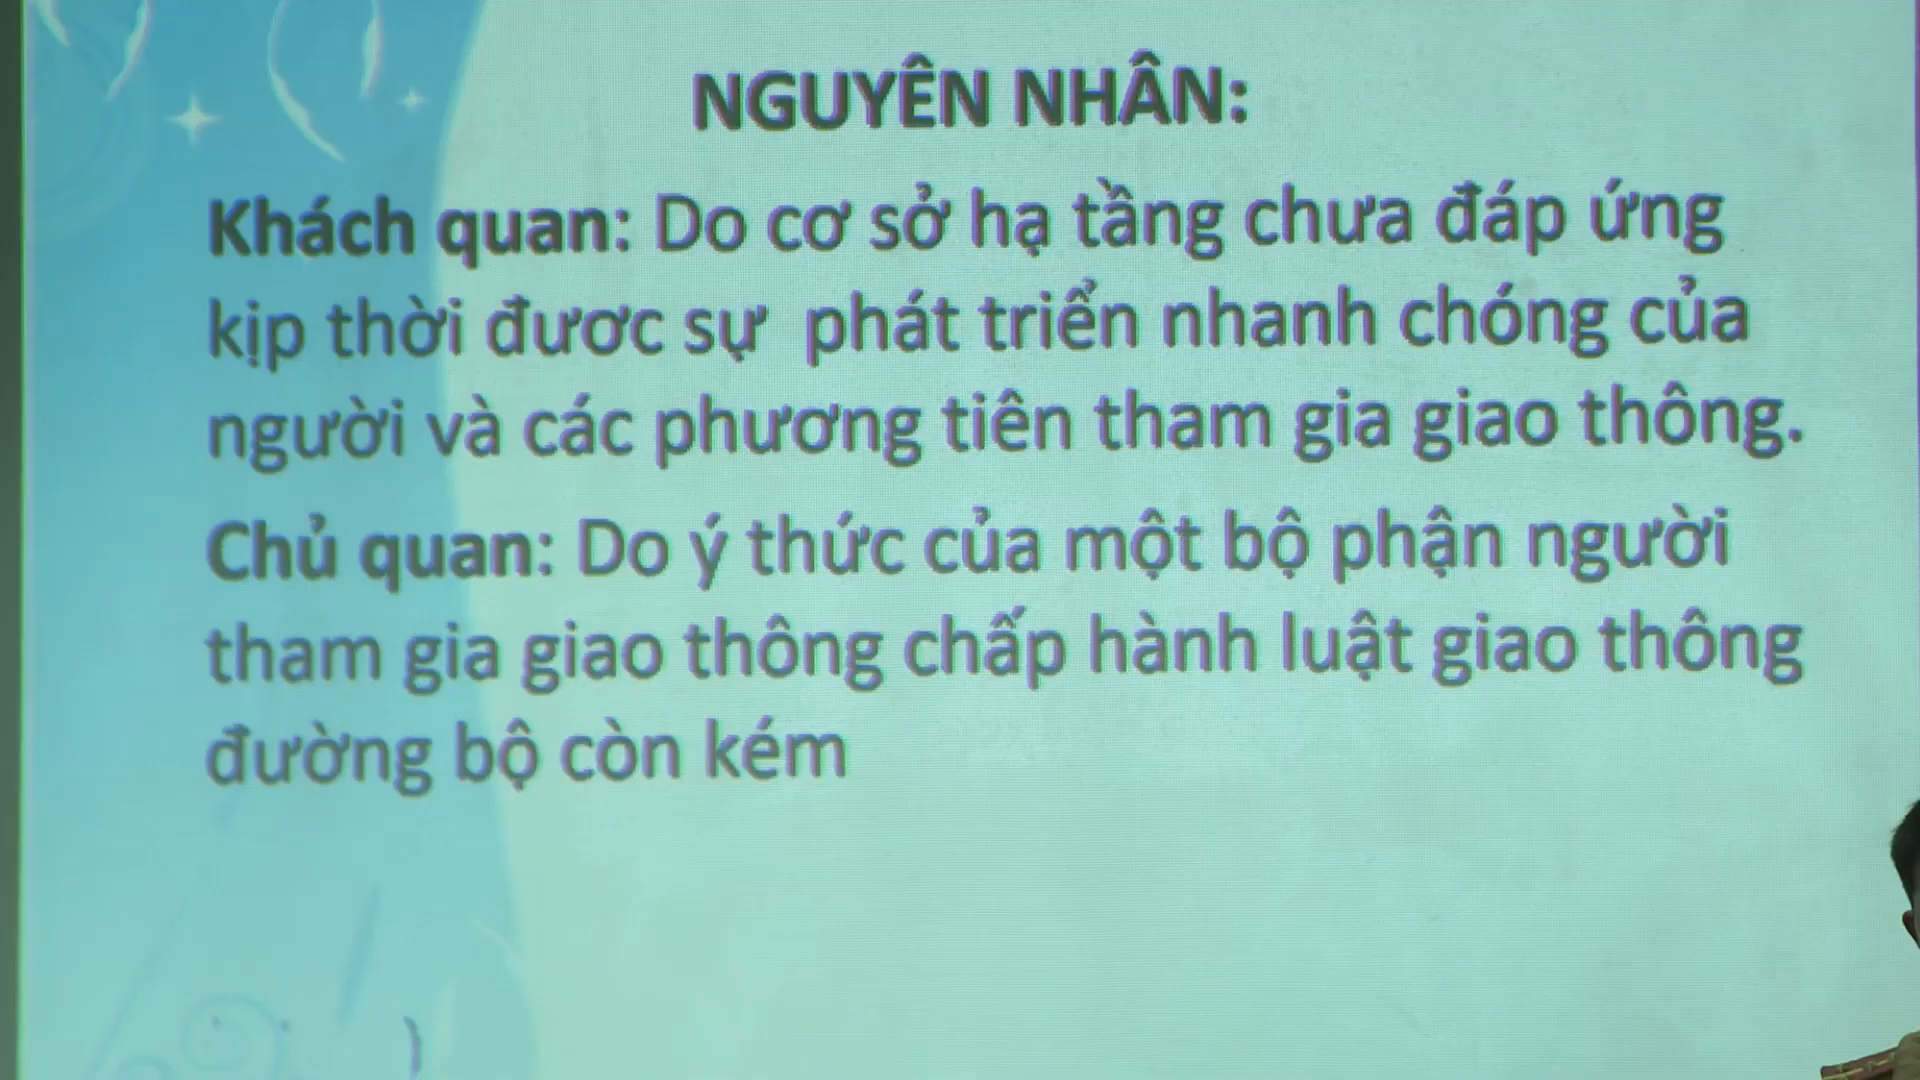 NGUYÊN NHÂN:
Khách quan: Do cơ sở hạ tầng chưa đáp ứng
kịp thời đươc sự phát triển nhanh chóng của
người và các phương tiên tham gia giao thông.
Chủ quan: Do ý thức của một bộ phận người
tham gia giao thông chấp hành luật giao thông
đường bộ còn kém